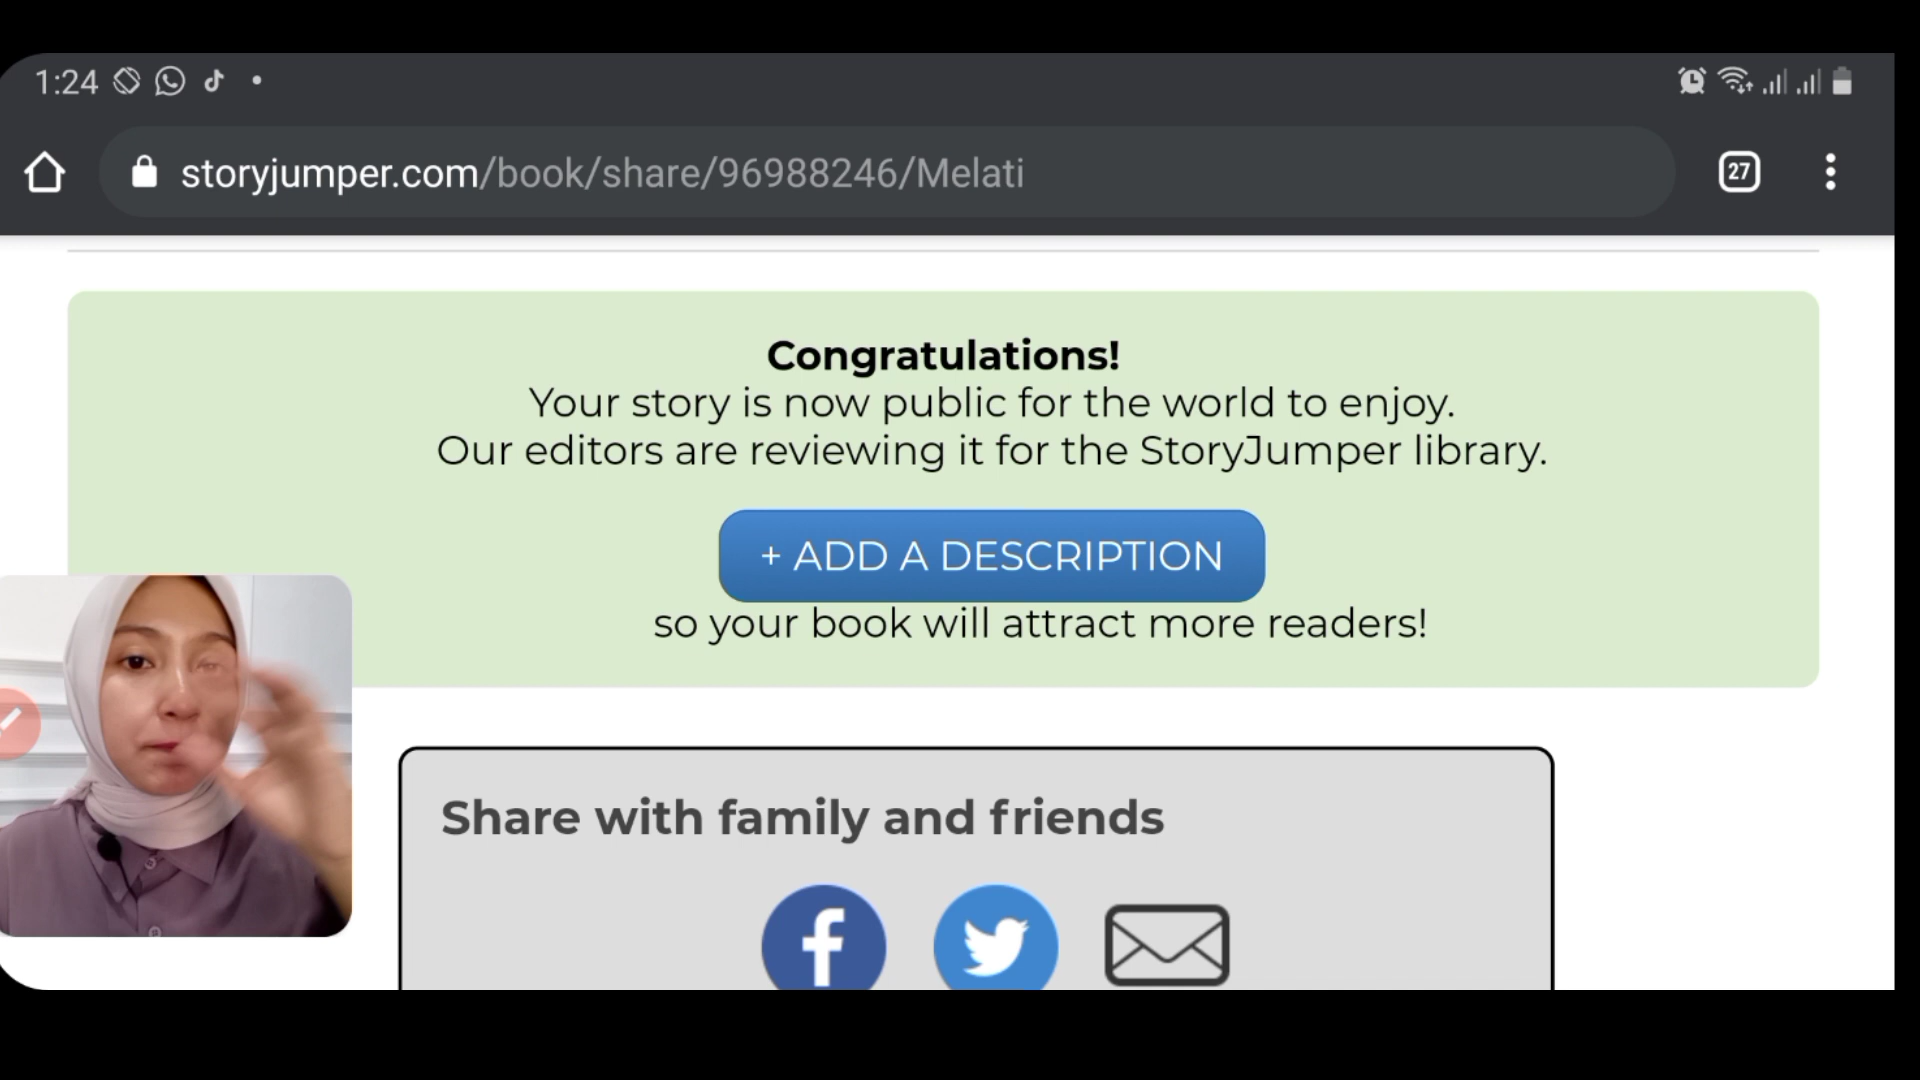 1:24
storyjumper.com/book/share/96988246/Melati
27
Congratulations!
Your story is now public for the world to enjoy.
Our editors are reviewing it for the StoryJumper library.
+ ADD A DESCRIPTION
so your book will attract more readers!
Share with family and friends